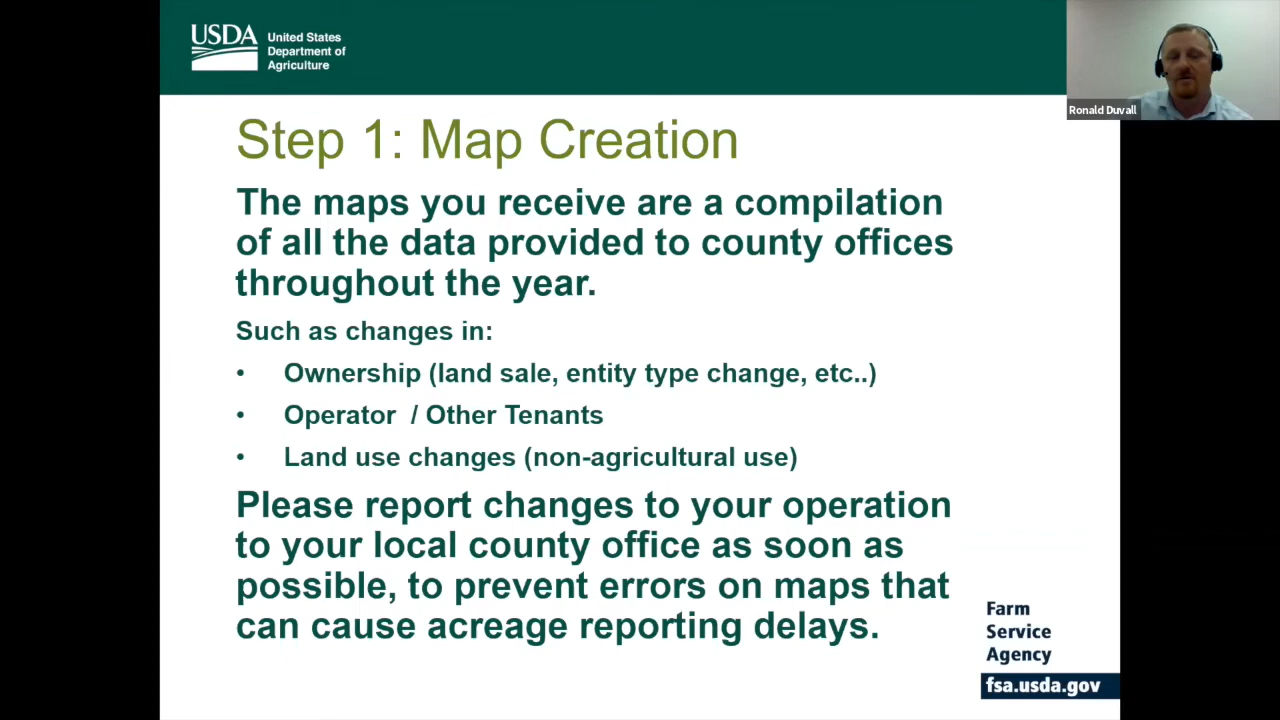 USDA
United States
Department of
Agriculture
Ronald Duvall
Step 1: Map Creation
The maps you receive are a compilation
of all the data provided to county offices
throughout the year.
Such as changes in:
• Ownership (land sale, entity type change, etc..)
• Operator / Other Tenants
• Land use changes (non-agricultural use)
Please report changes to your operation
to your local county office as soon as
possible, to prevent errors on maps that
can cause acreage reporting delays.
Farm
Service
Agency
fsa.usda.gov